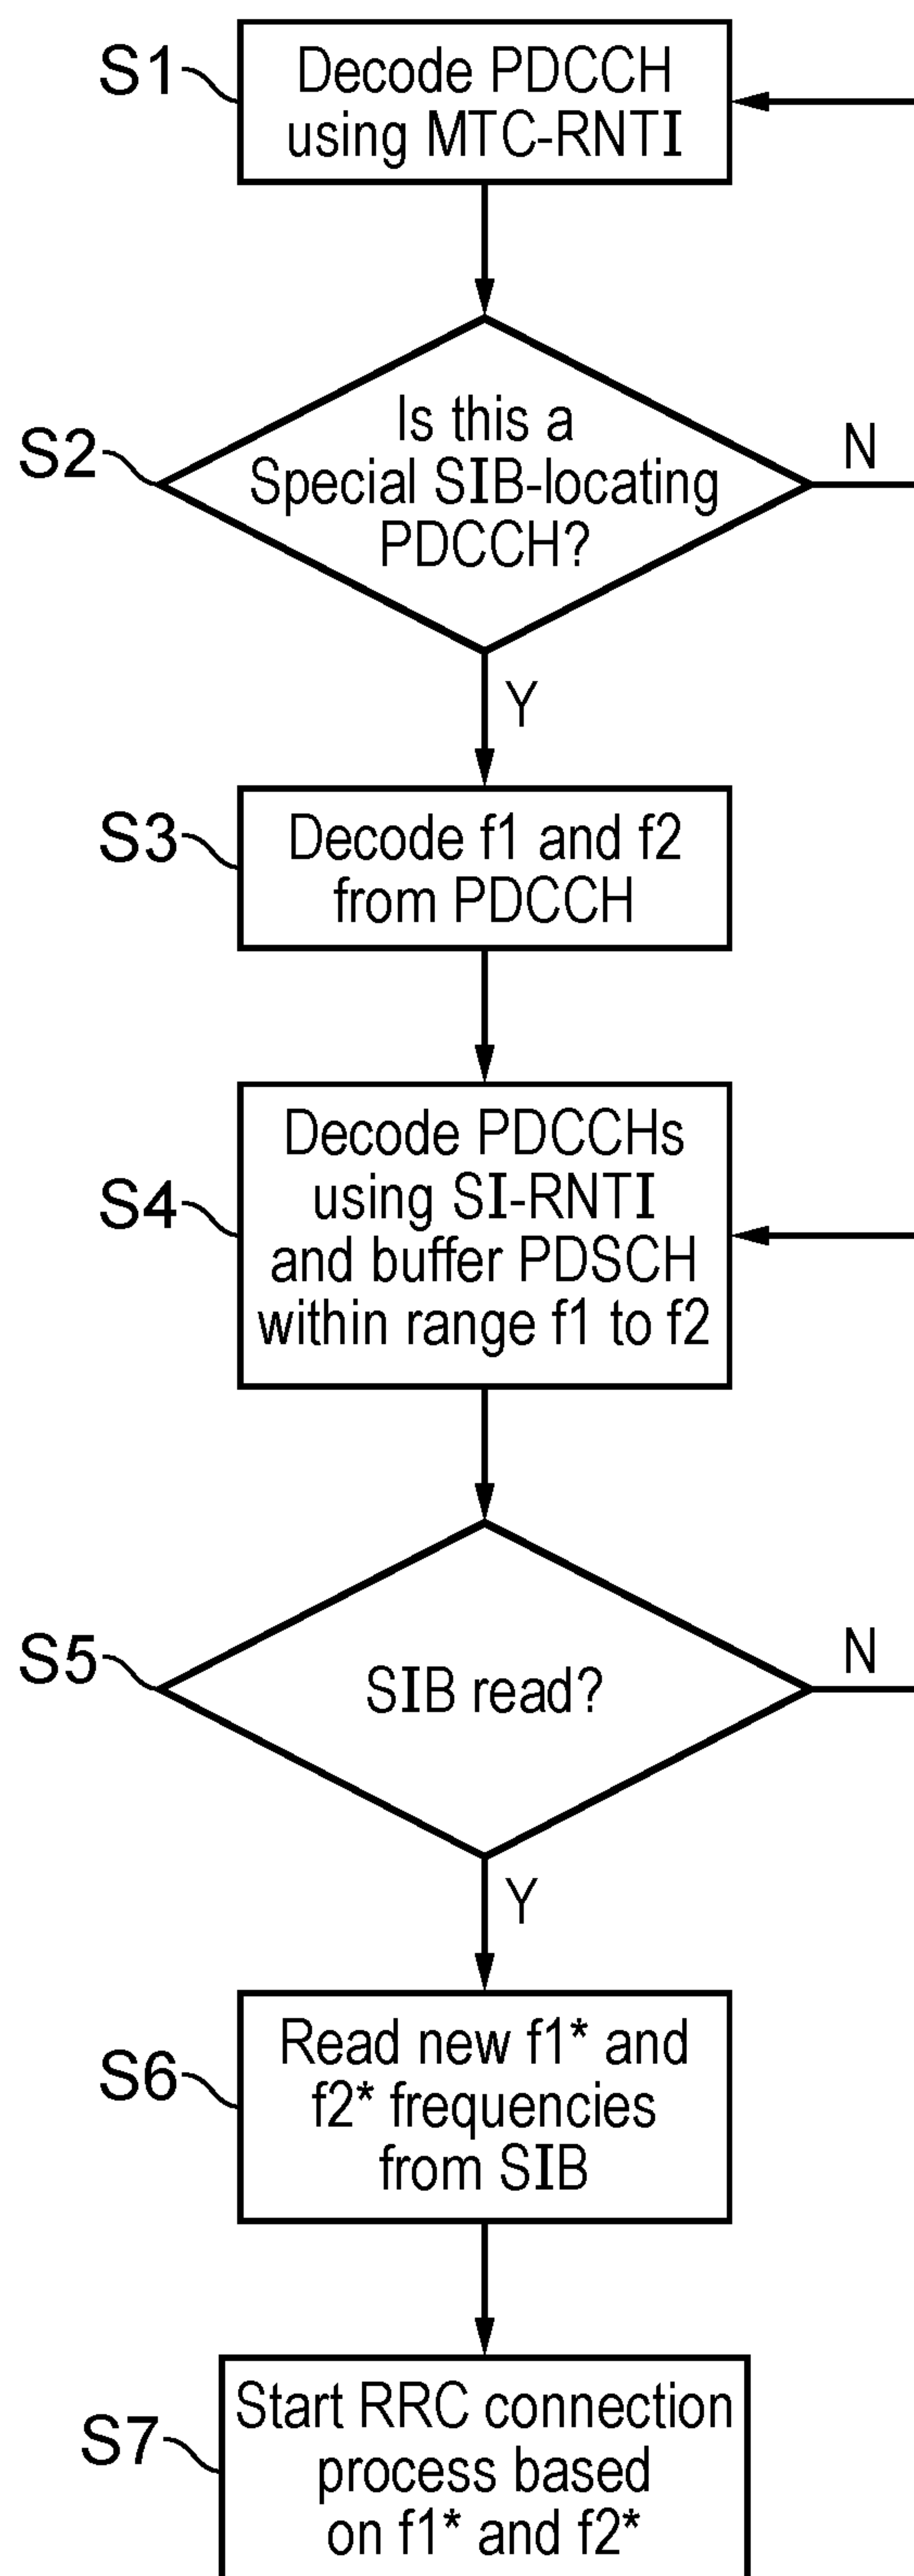 S1
Decode PDCCH
using MTC-RNTI
S2
Is this a
Special SIB-locating
PDCCH?
N
Y
S3
Decode f1 and f2
from PDCCH
S4
Decode PDCCHs
using SI-RNTI
and buffer PDSCH
within range f1 to f2
S5
SIB read?
N
Y
S6
Read new f1* and
f2* frequencies
from SIB
S7
Start RRC connection
process based
on f1* and f2*